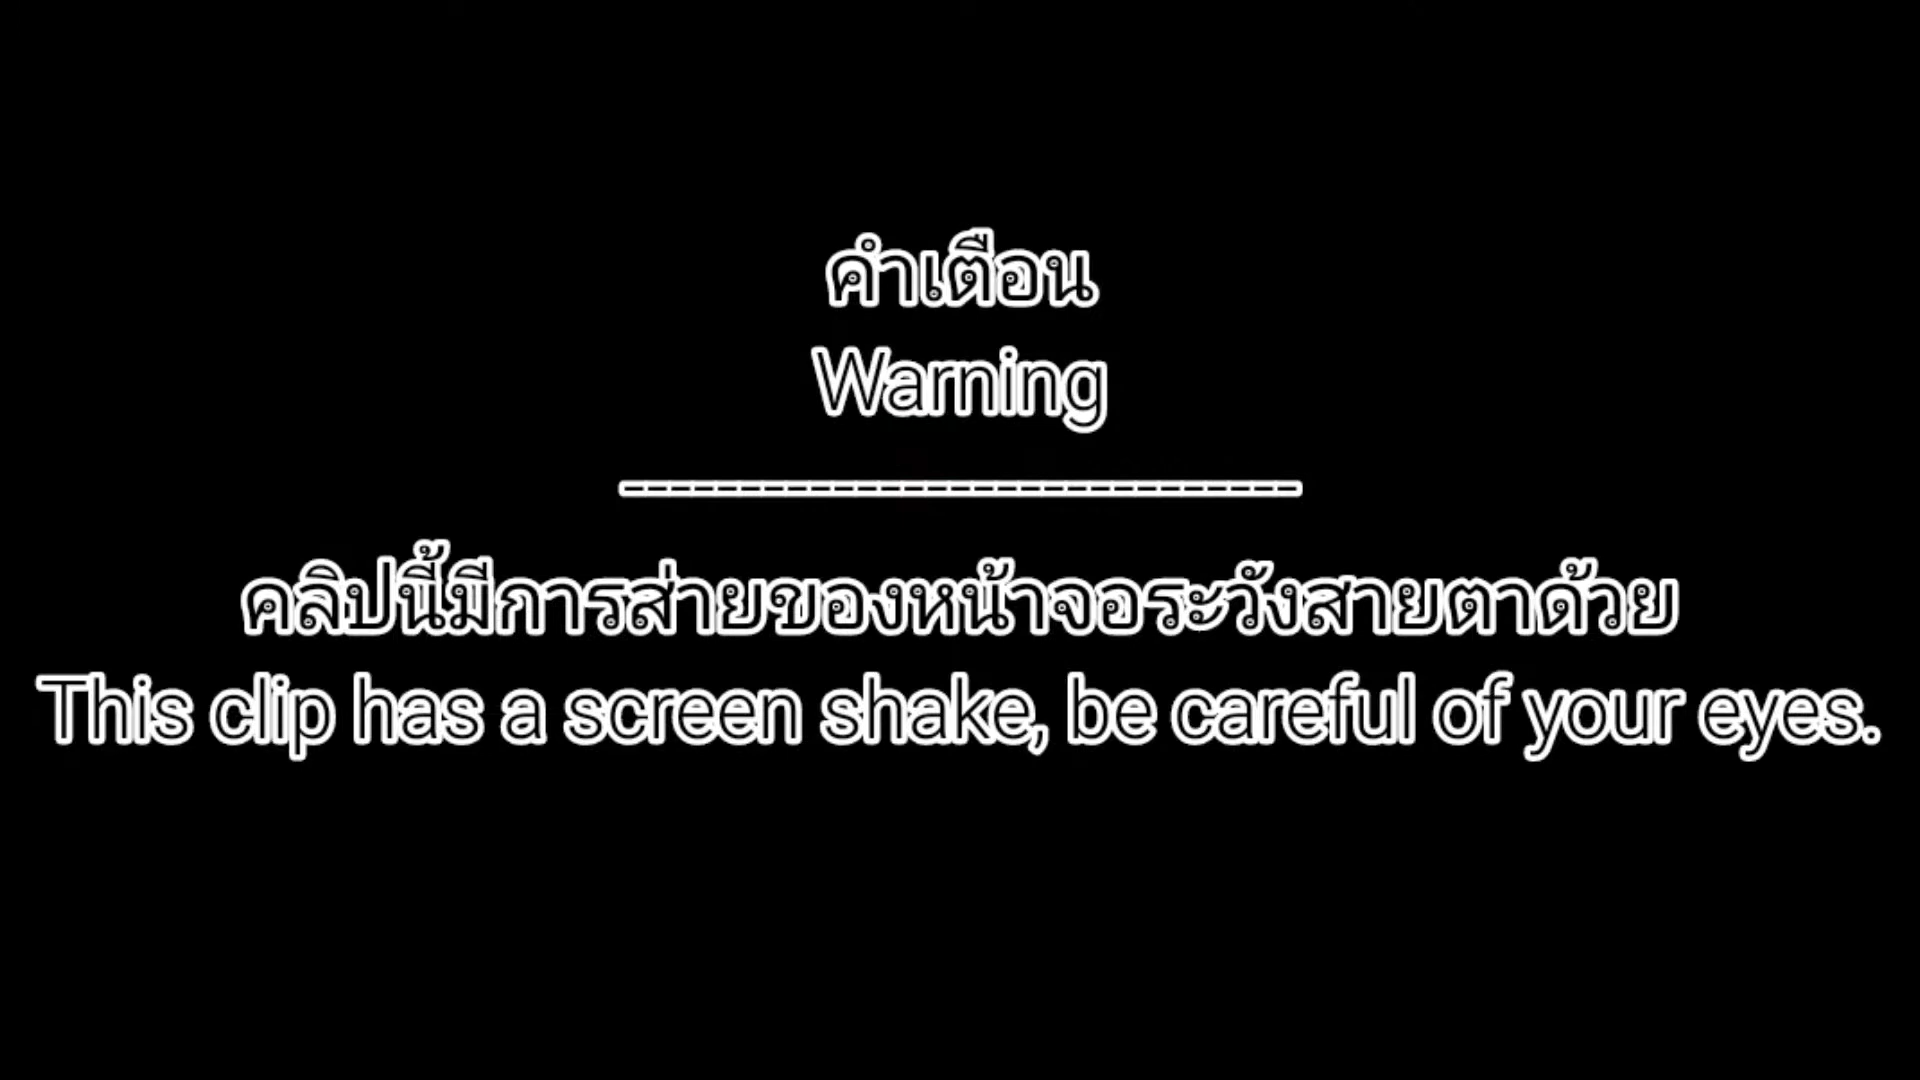 คำเตือน
Warning
-----------------------------
คลิปนี้มีการส่ายของหน้าจอระวังสายตาด้วย
This clip has a screen shake, be careful of your eyes.